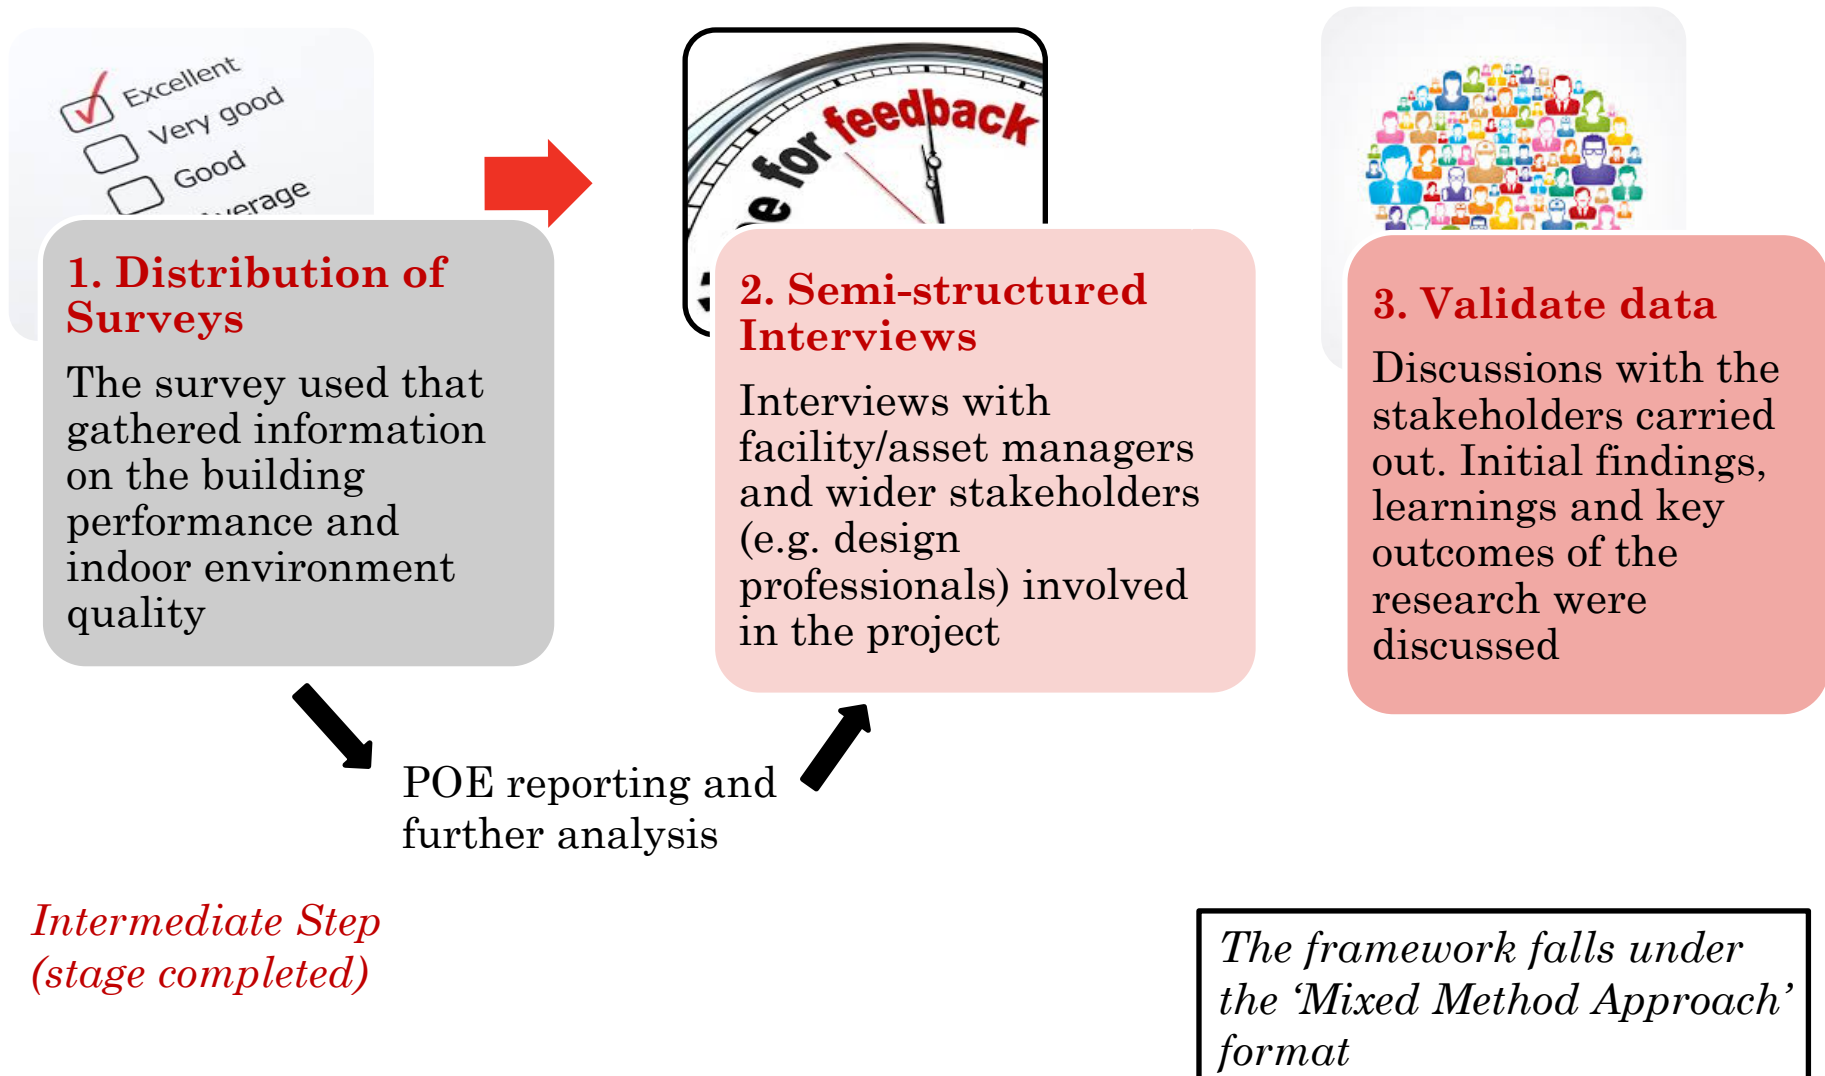 Excellent
Very good
Good
for feedback
1. Distribution of
Surveys
The survey used that
gathered information
on the building
performance and
indoor environment
quality
2. Semi-structured
Interviews
Interviews with
facility/asset managers
and wider stakeholders
(e.g. design
professionals) involved
in the project
3. Validate data
Discussions with the
stakeholders carried
out. Initial findings,
learnings and key
outcomes of the
research were
discussed
POE reporting and
further analysis
Intermediate Step
(stage completed)
The framework falls under
the ‘Mixed Method Approach’
format